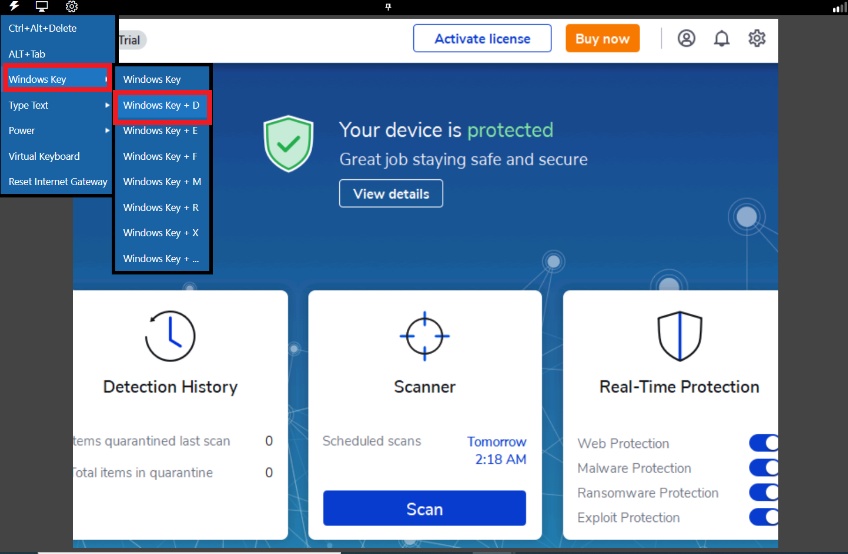 Ctrl+Alt+Delete
ALT+Tab
Windows Key
Type Text
Power
Virtual Keyboard
Reset Internet Gateway
Windows Key
Windows Key + D
Windows Key + E
Windows Key + F
Windows Key + M
Windows Key + R
Windows Key + X
Windows Key + ...
Trial
Activate license
Buy now
Your device is protected
Great job staying safe and secure
View details
Detection History
tems quarantined last scan 0
Total items in quarantine 0
Scanner
Scheduled scans Tomorrow
2:18 AM
Scan
Real-Time Protection
Web Protection
Malware Protection
Ransomware Protection
Exploit Protection